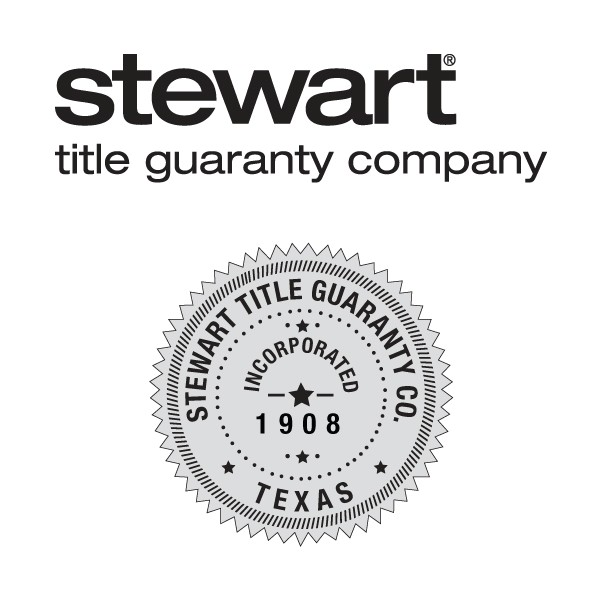 stewart®
title guaranty company
STEWART TITLE GUARANTY CO.
INCORPORATED
1908
TEXAS